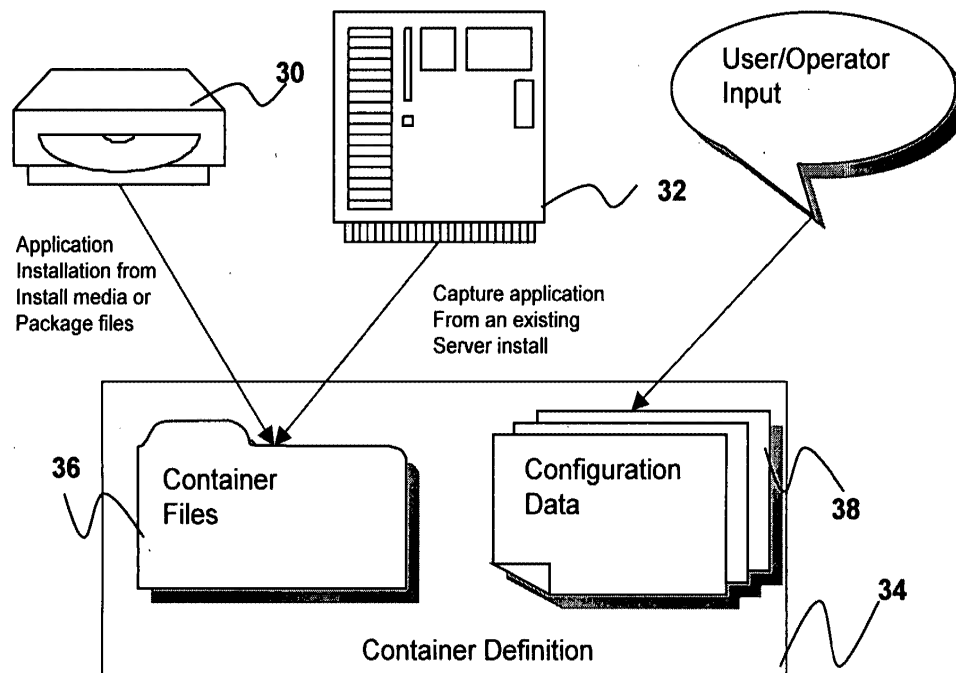 30
User/Operator
Input
32
Application
Installation from
Install media or
Package files
Capture application
From an existing
Server install
36
Container
Files
Configuration
Data
38
34
Container Definition